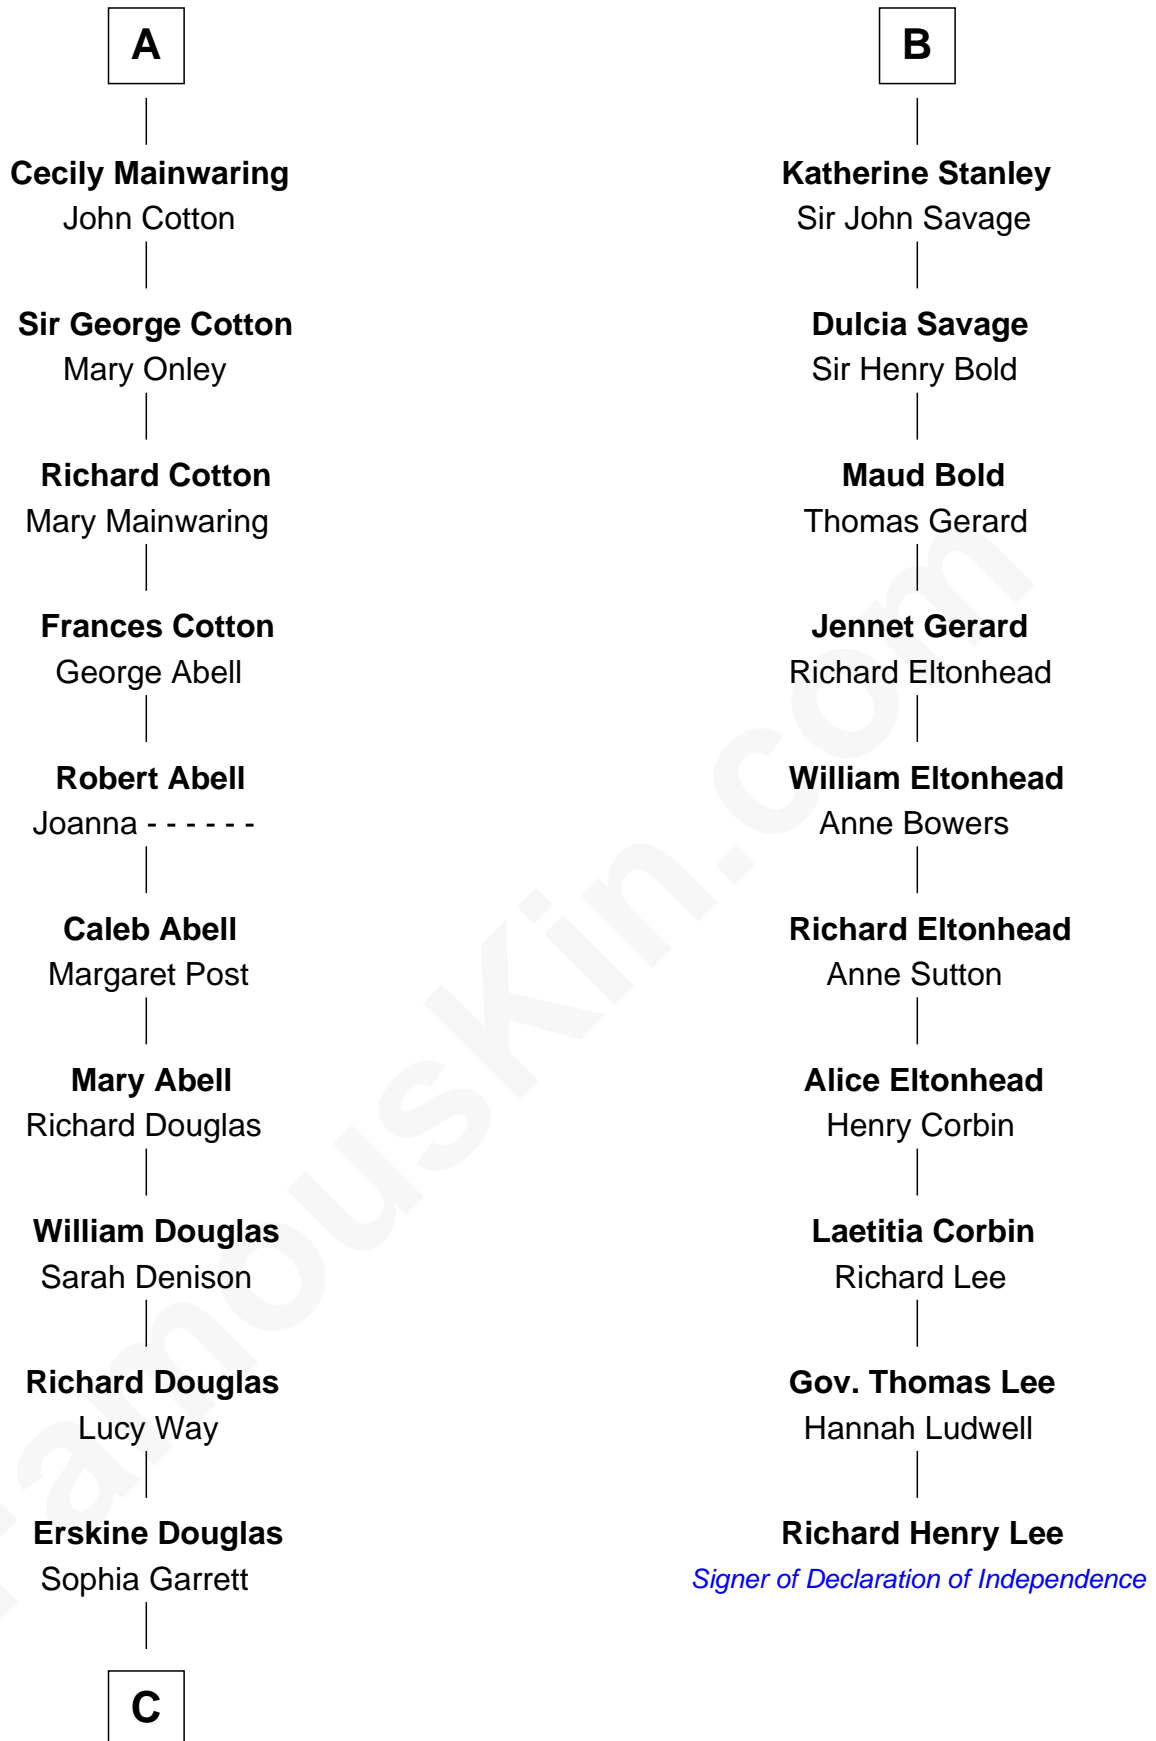 A
Cecily Mainwaring
John Cotton
Sir George Cotton
Mary Onley
Richard Cotton
Mary Mainwaring
Frances Cotton
George Abell
Robert Abell
Joanna - - - - - -
Caleb Abell
Margaret Post
Mary Abell
Richard Douglas
William Douglas
Sarah Denison
Richard Douglas
Lucy Way
Erskine Douglas
Sophia Garrett
C
B
Katherine Stanley
Sir John Savage
Dulcia Savage
Sir Henry Bold
Maud Bold
Thomas Gerard
Jennet Gerard
Richard Eltonhead
William Eltonhead
Anne Bowers
Richard Eltonhead
Anne Sutton
Alice Eltonhead
Henry Corbin
Laetitia Corbin
Richard Lee
Gov. Thomas Lee
Hannah Ludwell
Richard Henry Lee
Signer of Declaration of Independence
FamousKin.com